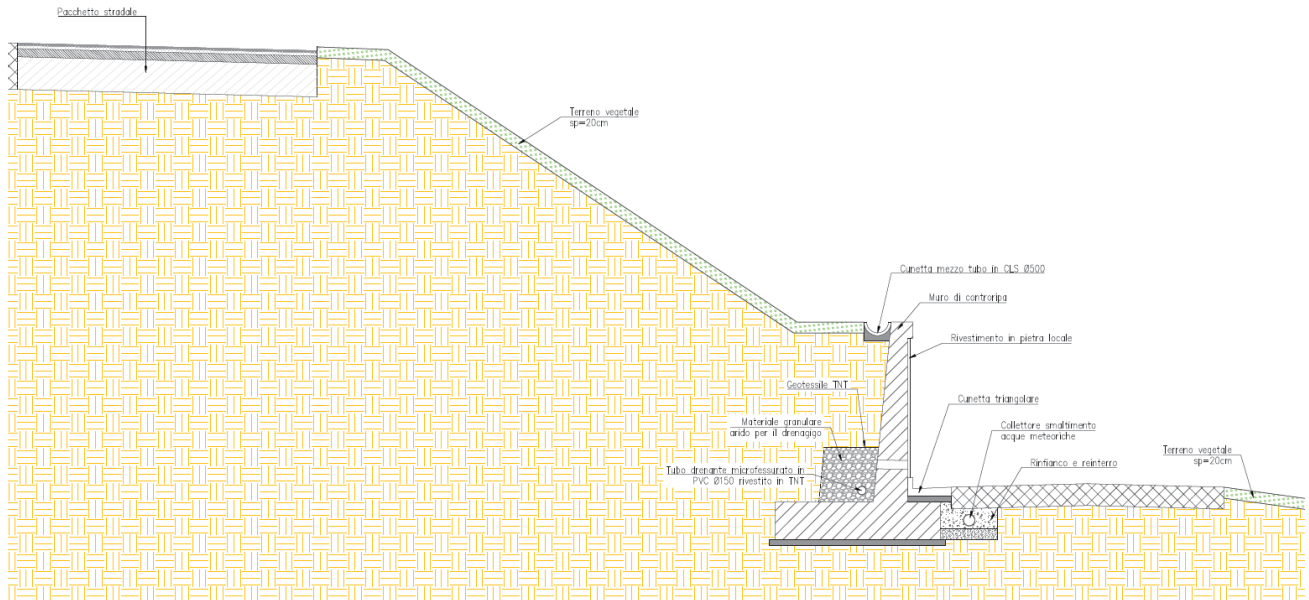 Pacchetto stradale
Terreno vegetale
sp=20cm
Cunetta mezzo tubo in CLS Ø500
Muro di controripa
Rivestimento in pietra locale
Geotessile TNT
Cunetta triangolare
Materiale granulare
arido per il drenagigo
Collettore smaltimento
acque meteoriche
Terreno vegetale
sp=20cm
Rinfianco e reinterro
Tubo drenante microfessurato in
PVC Ø150 rivestito in TNT